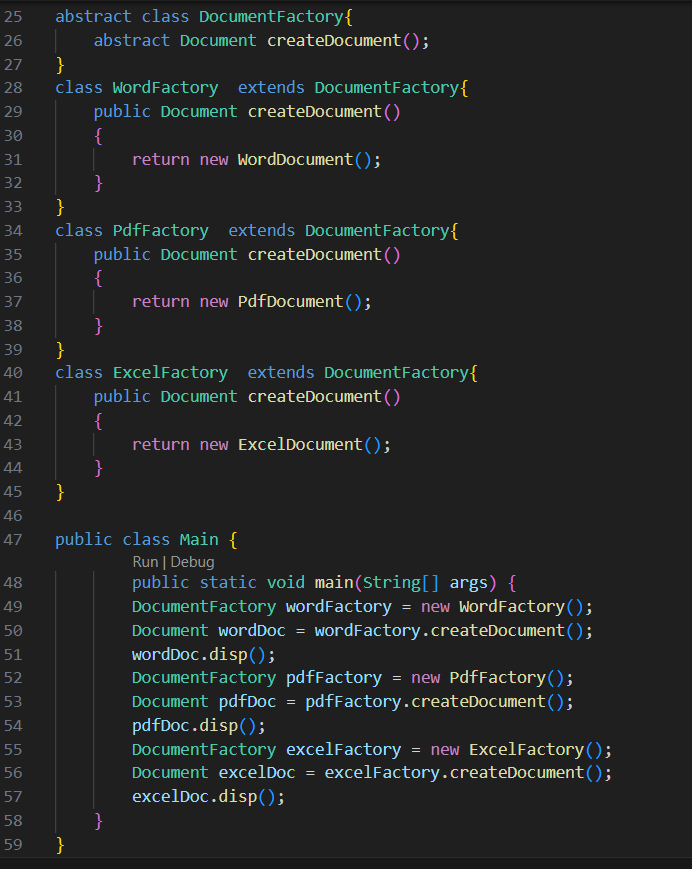 25 abstract class DocumentFactory{
26     abstract Document createDocument();
27 }
28 class WordFactory  extends DocumentFactory{
29     public Document createDocument()
30     {
31         return new WordDocument();
32     }
33 }
34 class PdfFactory  extends DocumentFactory{
35     public Document createDocument()
36     {
37         return new PdfDocument();
38     }
39 }
40 class ExcelFactory  extends DocumentFactory{
41     public Document createDocument()
42     {
43         return new ExcelDocument();
44     }
45 }
46
47 public class Main {
Run | Debug
48         public static void main(String[] args) {
49         DocumentFactory wordFactory = new WordFactory();
50         Document wordDoc = wordFactory.createDocument();
51         wordDoc.disp();
52         DocumentFactory pdfFactory = new PdfFactory();
53         Document pdfDoc = pdfFactory.createDocument();
54         pdfDoc.disp();
55         DocumentFactory excelFactory = new ExcelFactory();
56         Document excelDoc = excelFactory.createDocument();
57         excelDoc.disp();
58     }
59 }